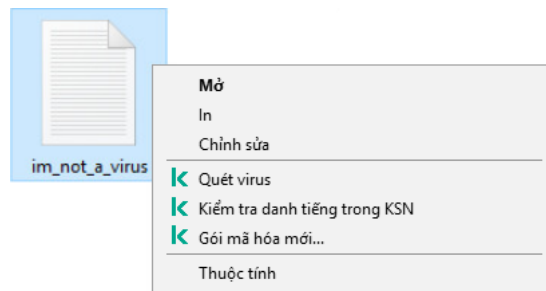 im_not_a_virus
Mở
In
Chỉnh sửa
Quét virus
Kiểm tra danh tiếng trong KSN
Gói mã hóa mới...
Thuộc tính